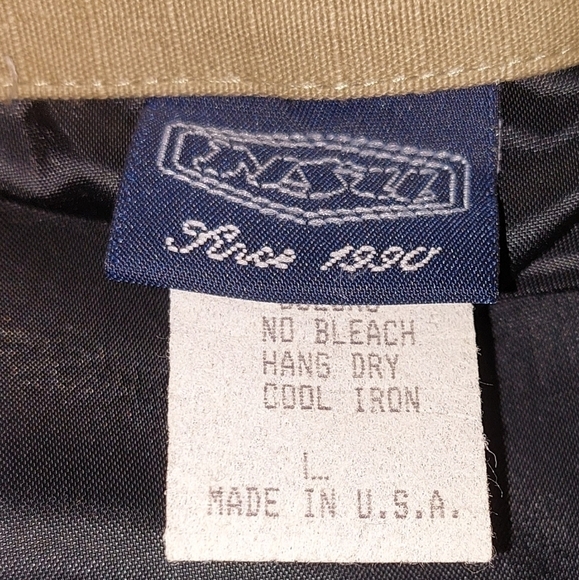 Since 1990
NO BLEACH
HANG DRY
COOL IRON
L
MADE IN U.S.A.